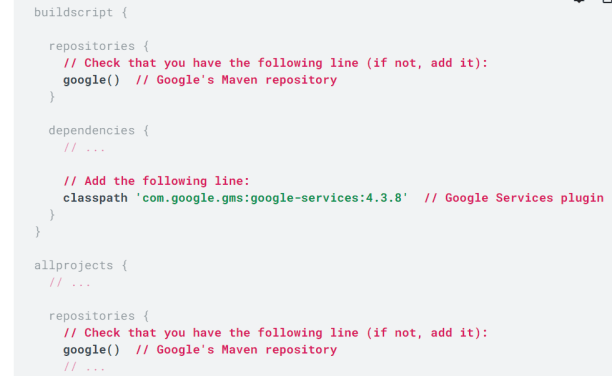 buildscript {
repositories {
// Check that you have the following line (if not, add it):
google() // Google's Maven repository
}
dependencies {
// ...
// Add the following line:
classpath 'com.google.gms:google-services:4.3.8' // Google Services plugin
}
}
allprojects {
// ...
repositories {
// Check that you have the following line (if not, add it):
google() // Google's Maven repository
// ...